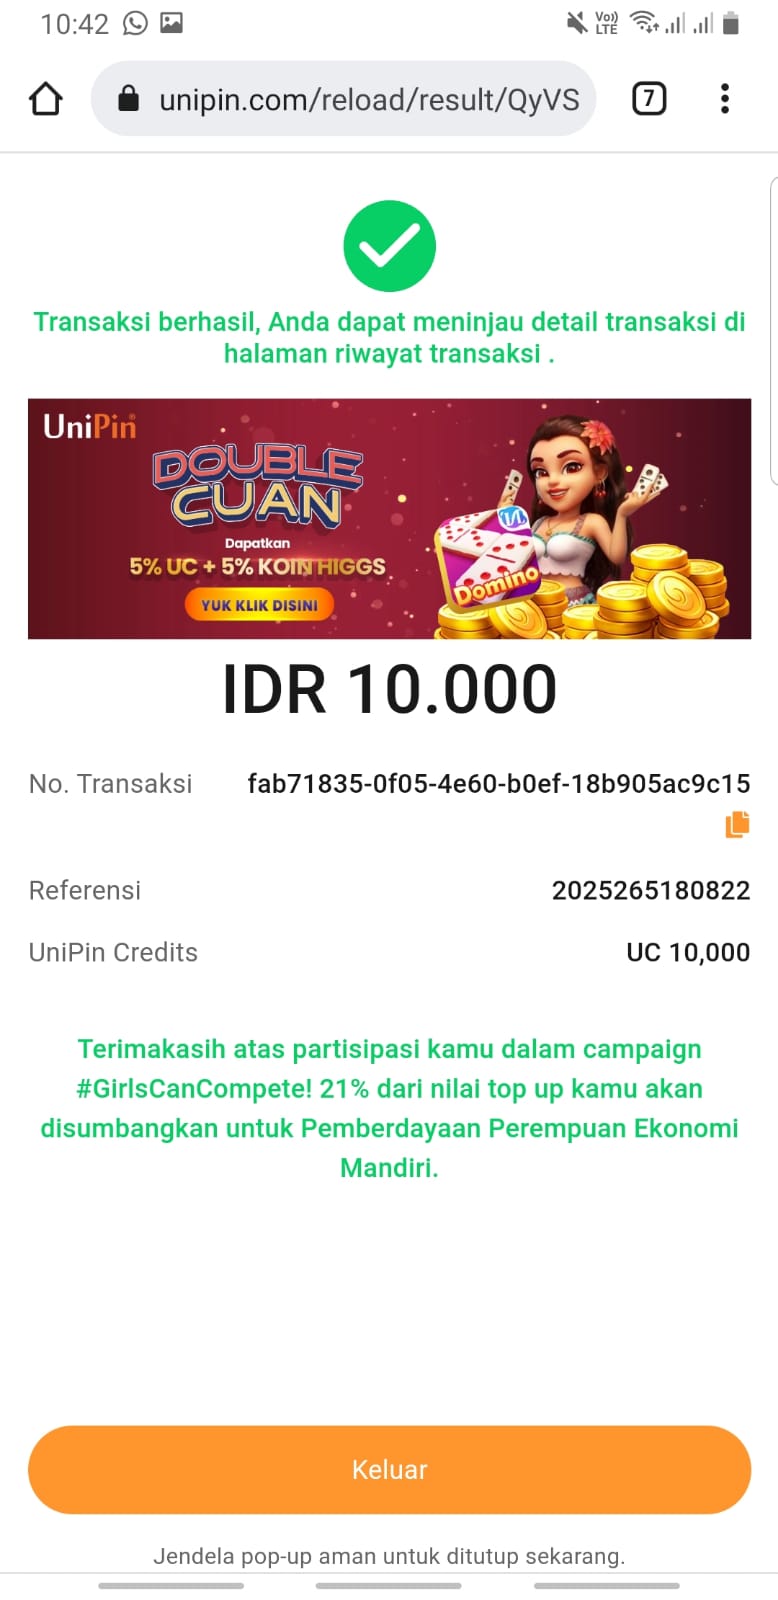 10:42
Vo)) LTE
unipin.com/reload/result/QyVS
7
Transaksi berhasil, Anda dapat meninjau detail transaksi di
halaman riwayat transaksi .
UniPin
DOUBLE
CUAN
Dapatkan
5% UC + 5% KOIN HIGGS
YUK KLIK DISINI
Domino
IDR 10.000
No. Transaksi fab71835-0f05-4e60-b0ef-18b905ac9c15
Referensi 2025265180822
UniPin Credits UC 10,000
Terimakasih atas partisipasi kamu dalam campaign
#GirlsCanCompete! 21% dari nilai top up kamu akan
disumbangkan untuk Pemberdayaan Perempuan Ekonomi
Mandiri.
Keluar
Jendela pop-up aman untuk ditutup sekarang.